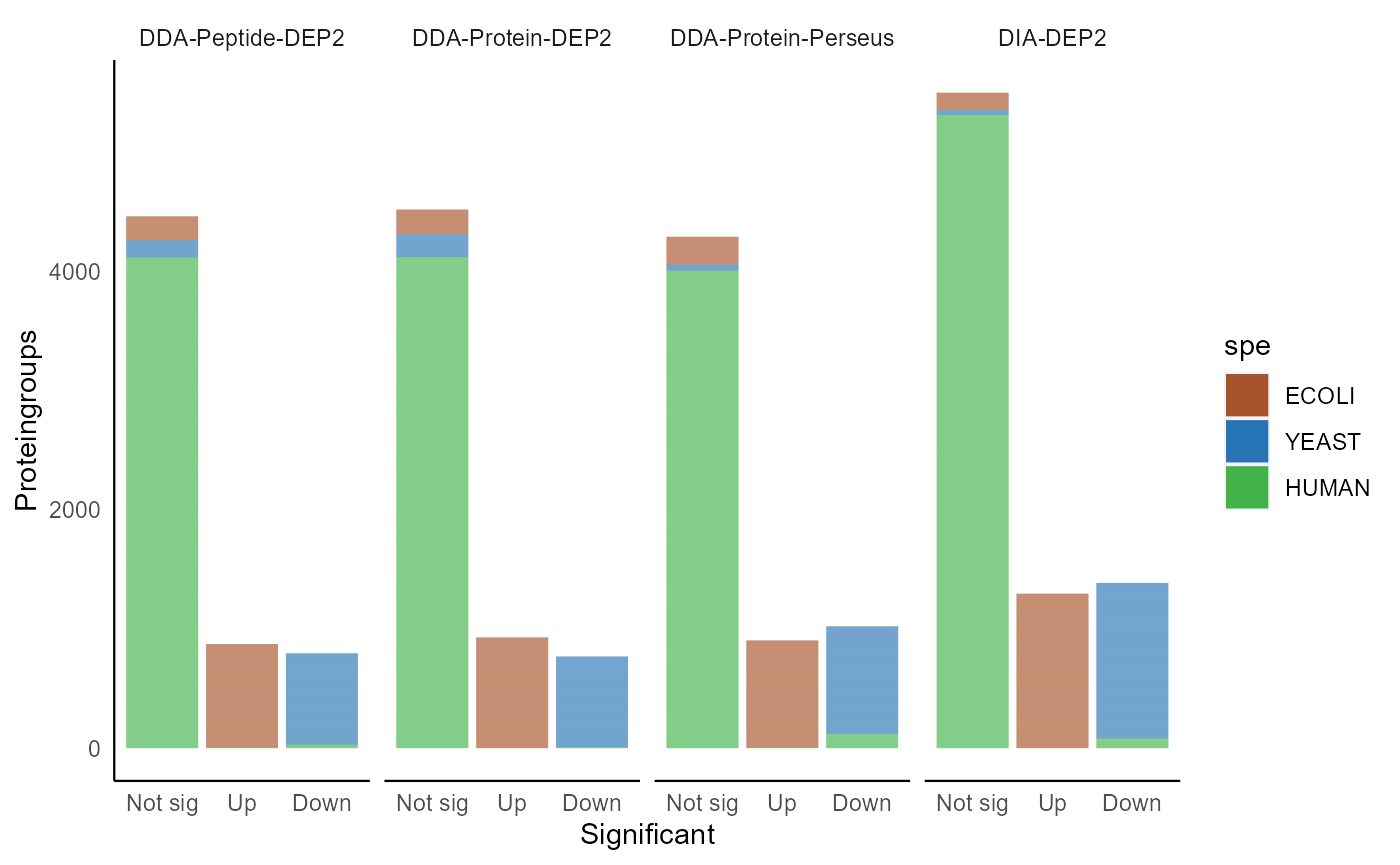 DDA-Peptide-DEP2 DDA-Protein-DEP2 DDA-Protein-Perseus DIA-DEP2
Proteingroups
4000
2000
0
Not sig Up Down Not sig Up Down Not sig Up Down Not sig Up Down
Significant
spe
ECOLI
YEAST
HUMAN